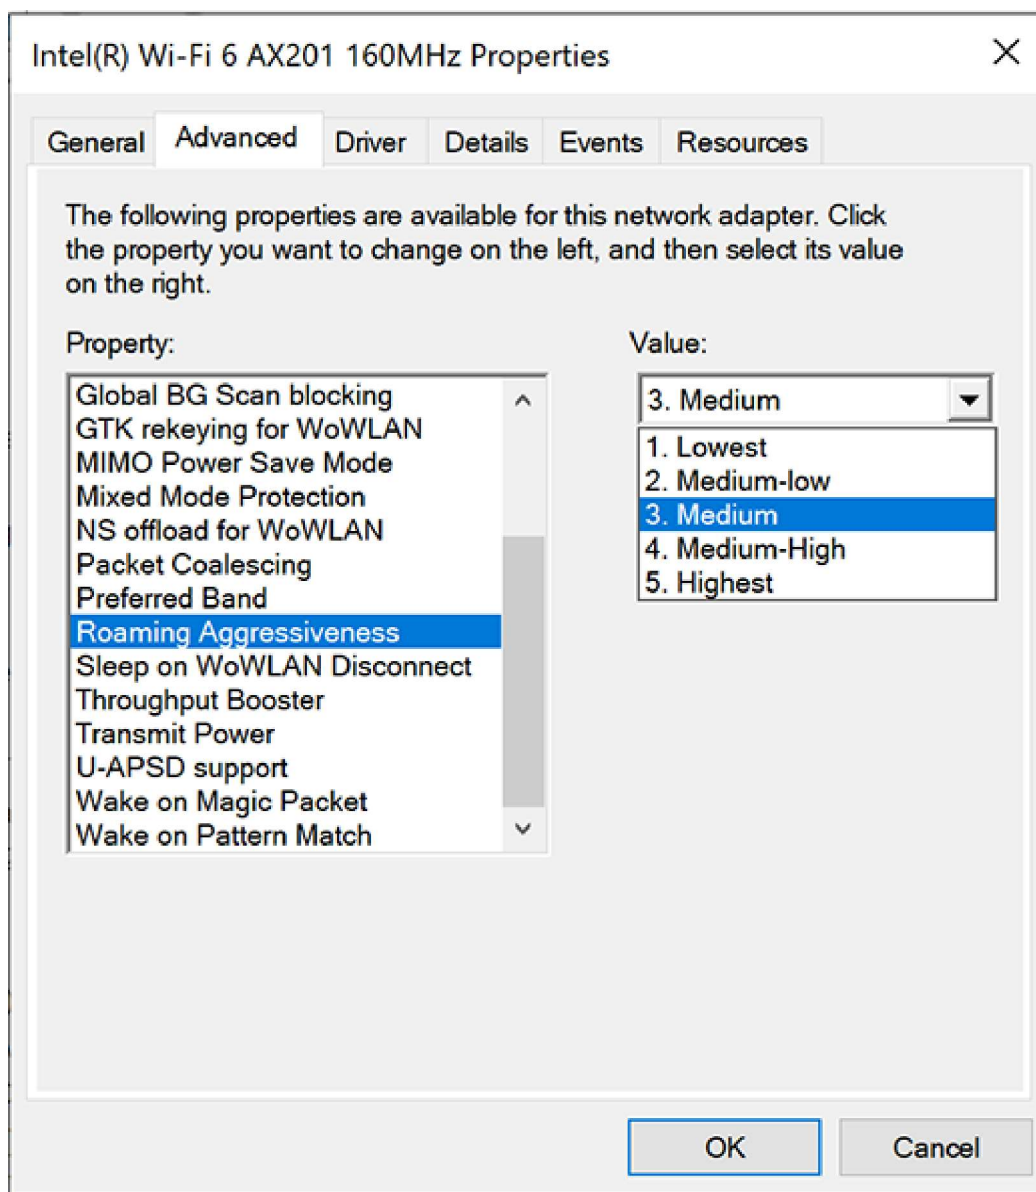 Intel(R) Wi-Fi 6 AX201 160MHz Properties
General Advanced Driver Details Events Resources
The following properties are available for this network adapter. Click
the property you want to change on the left, and then select its value
on the right.
Property:
Global BG Scan blocking
GTK rekeying for WoWLAN
MIMO Power Save Mode
Mixed Mode Protection
NS offload for WoWLAN
Packet Coalescing
Preferred Band
Roaming Aggressiveness
Sleep on WoWLAN Disconnect
Throughput Booster
Transmit Power
U-APSD support
Wake on Magic Packet
Wake on Pattern Match
Value:
3. Medium
1. Lowest
2. Medium-low
3. Medium
4. Medium-High
5. Highest
OK Cancel